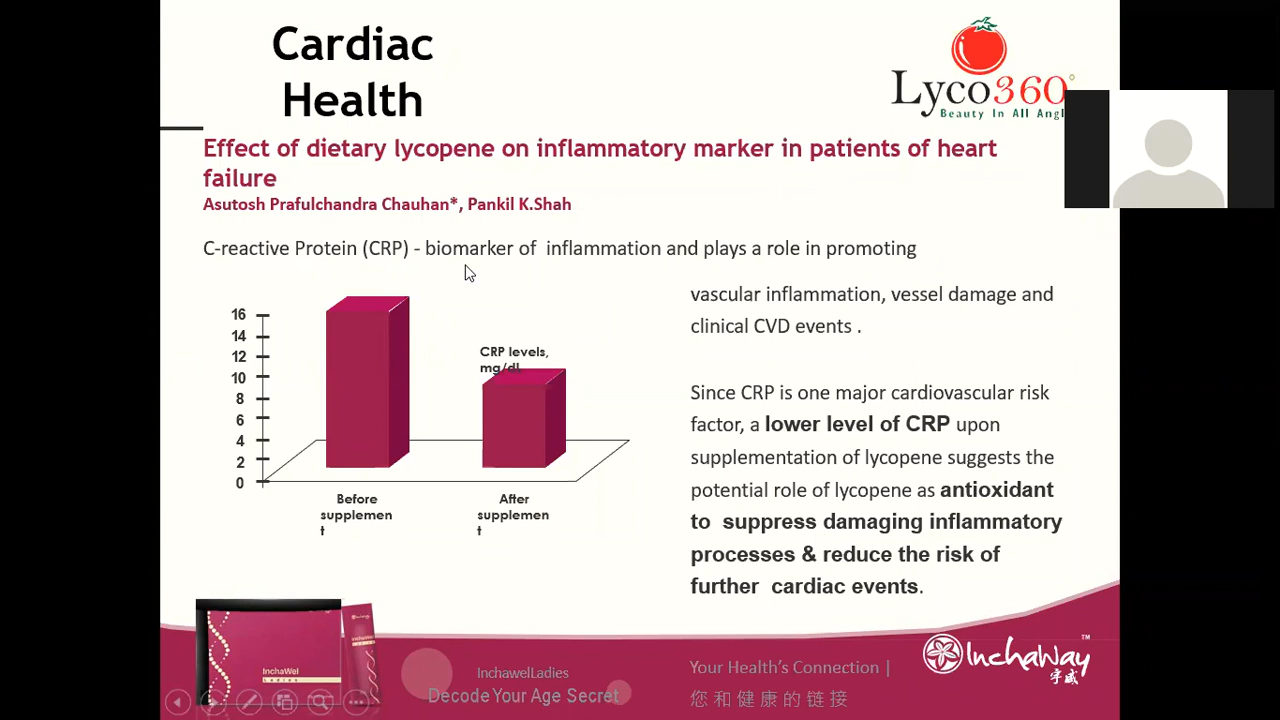 Cardiac
Health
Lyco360
Beauty In All Angl
Effect of dietary lycopene on inflammatory marker in patients of heart
failure
Asutosh Prafulchandra Chauhan*, Pankil K.Shah
C-reactive Protein (CRP) - biomarker of inflammation and plays a role in promoting
vascular inflammation, vessel damage and
clinical CVD events .
16
14
12
10
8
6
4
2
0
CRP levels,
mg/dL
Before
supplemen
t
After
supplemen
t
Since CRP is one major cardiovascular risk
factor, a lower level of CRP upon
supplementation of lycopene suggests the
potential role of lycopene as antioxidant
to suppress damaging inflammatory
processes & reduce the risk of
further cardiac events.
InchaWel
Ladies
InchawelLadies
Decode Your Age Secret
Your Health's Connection |
您和健康的链接
InchaWay
宇威
TM